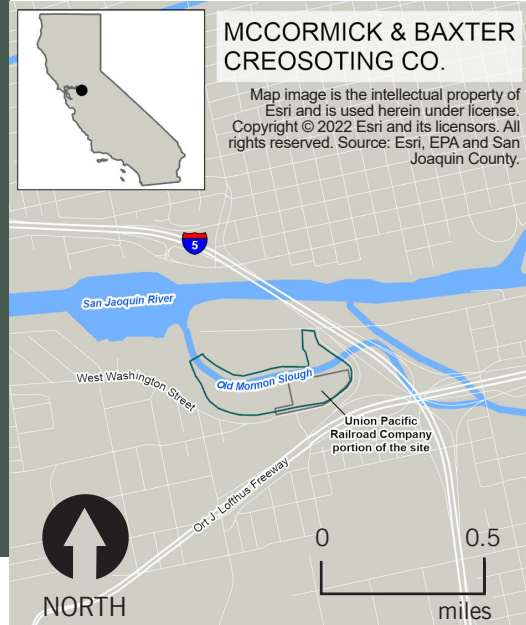 MCCORMICK & BAXTER
CREOSOTING CO.
Map image is the intellectual property of
Esri and is used herein under license.
Copyright © 2022 Esri and its licensors. All
rights reserved. Source: Esri, EPA and San
Joaquin County.
5
San Jaoquin River
Old Mormon Slough
West Washington
Street
Union Pacific
Railroad Company
portion of the site
Ort J. Lofthus Freeway
NORTH
0 0.5
miles